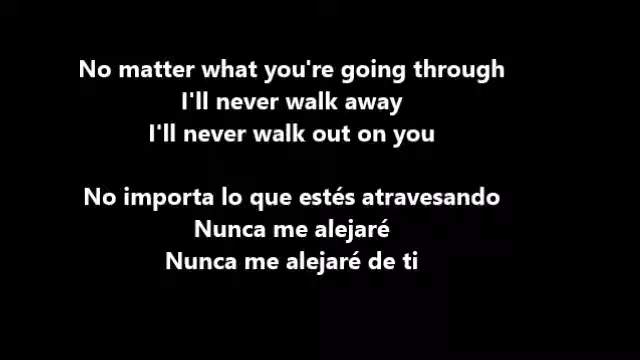 No matter what you're going through
I'll never walk away
I'll never walk out on you
No importa lo que estés atravesando
Nunca me alejaré
Nunca me alejaré de ti